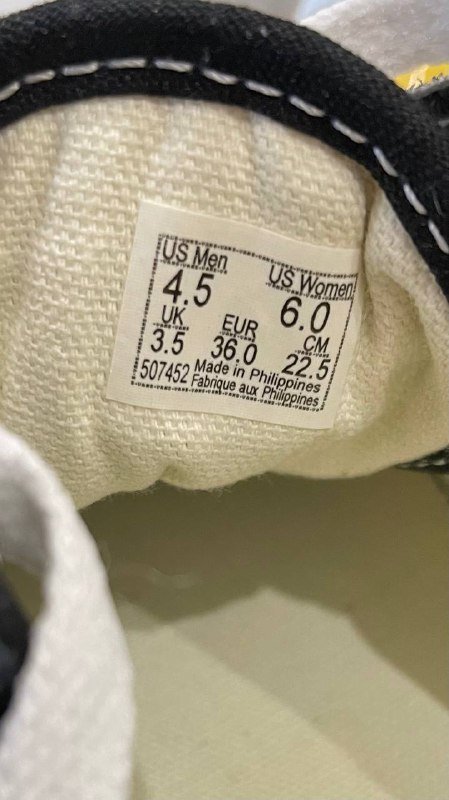 US Men US Women
4.5 6.0
UK EUR CM
3.5 36.0 22.5
507452 Made in Philippines
Fabrique aux Philippines